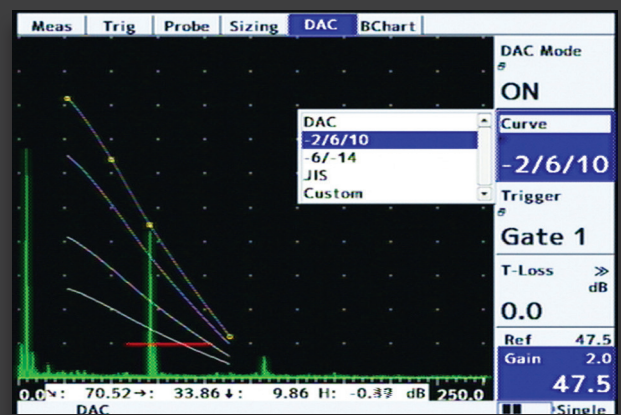 Meas Trig Probe Sizing DAC BChart
DAC Mode
ON
DAC
-2/6/10
-6/-14
JIS
Custom
Curve
-2/6/10
Trigger
Gate 1
T-Loss
dB
0.0
Ref 47.5
Gain 2.0
47.5
0.0 : 70.52 : 33.86 : 9.86 H: dB 250.0
DAC
Single